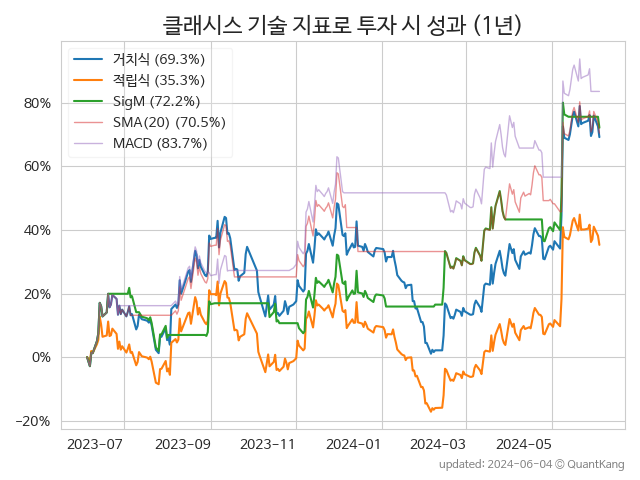 클래시스 기술 지표로 투자 시 성과 (1년)
거치식 (69.3%)
적립식 (35.3%)
SigM (72.2%)
SMA(20) (70.5%)
MACD (83.7%)
80%
60%
40%
20%
0%
−20%
2023-07
2023-09
2023-11
2024-01
2024-03
2024-05
updated: 2024-06-04 ⓒ QuantKang